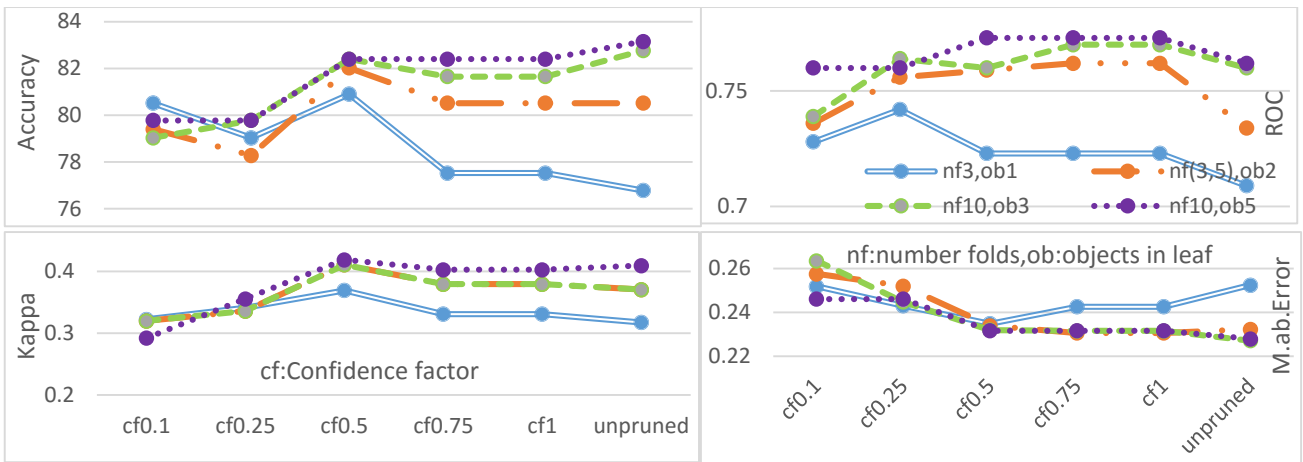 84
82
80
78
76
Accuracy
0.75
0.7
ROC
nf3,ob1
nf(3,5),ob2
nf10,ob3
nf10,ob5
0.4
0.3
0.2
Kappa
cf:Confidence factor
cf0.1 cf0.25 cf0.5 cf0.75 cf1 unpruned
nf:number folds,ob:objects in leaf
0.26
0.22
M.ab.Error
cf0.1
cf0.25
cf0.5
cf0.75
cf1
unpruned